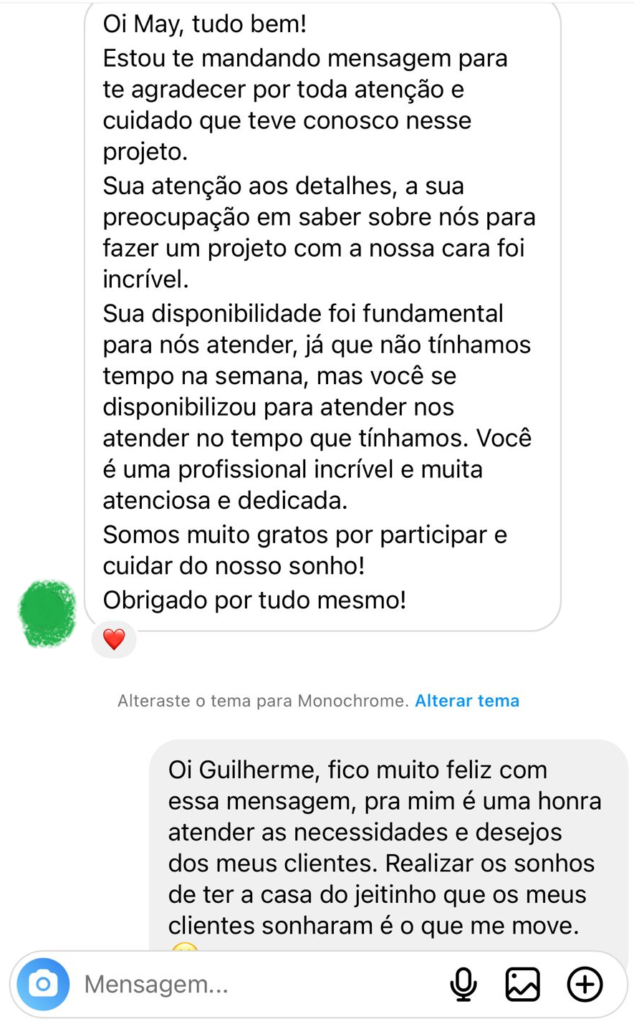 Oi May, tudo bem!
Estou te mandando mensagem para
te agradecer por toda atenção e
cuidado que teve conosco nesse
projeto.
Sua atenção aos detalhes, a sua
preocupação em saber sobre nós para
fazer um projeto com a nossa cara foi
incrível.
Sua disponibilidade foi fundamental
para nós atender, já que não tínhamos
tempo na semana, mas você se
disponibilizou para atender nos
atender no tempo que tínhamos. Você
é uma profissional incrível e muita
atenciosa e dedicada.
Somos muito gratos por participar e
cuidar do nosso sonho!
Obrigado por tudo mesmo!
Alteraste o tema para Monochrome. Alterar tema
Oi Guilherme, fico muito feliz com
essa mensagem, pra mim é uma honra
atender as necessidades e desejos
dos meus clientes. Realizar os sonhos
de ter a casa do jeitinho que os meus
clientes sonharam é o que me move.
Mensagem...